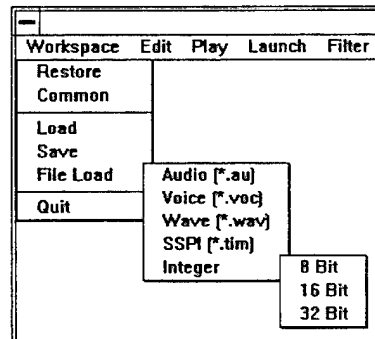 Workspace Edit Play Launch Filter
Restore
Common
Load
Save
File Load
Quit
Audio (*.au)
Voice (*.voc)
Wave (*.wav)
SSPI (*.tim)
Integer
8 Bit
16 Bit
32 Bit